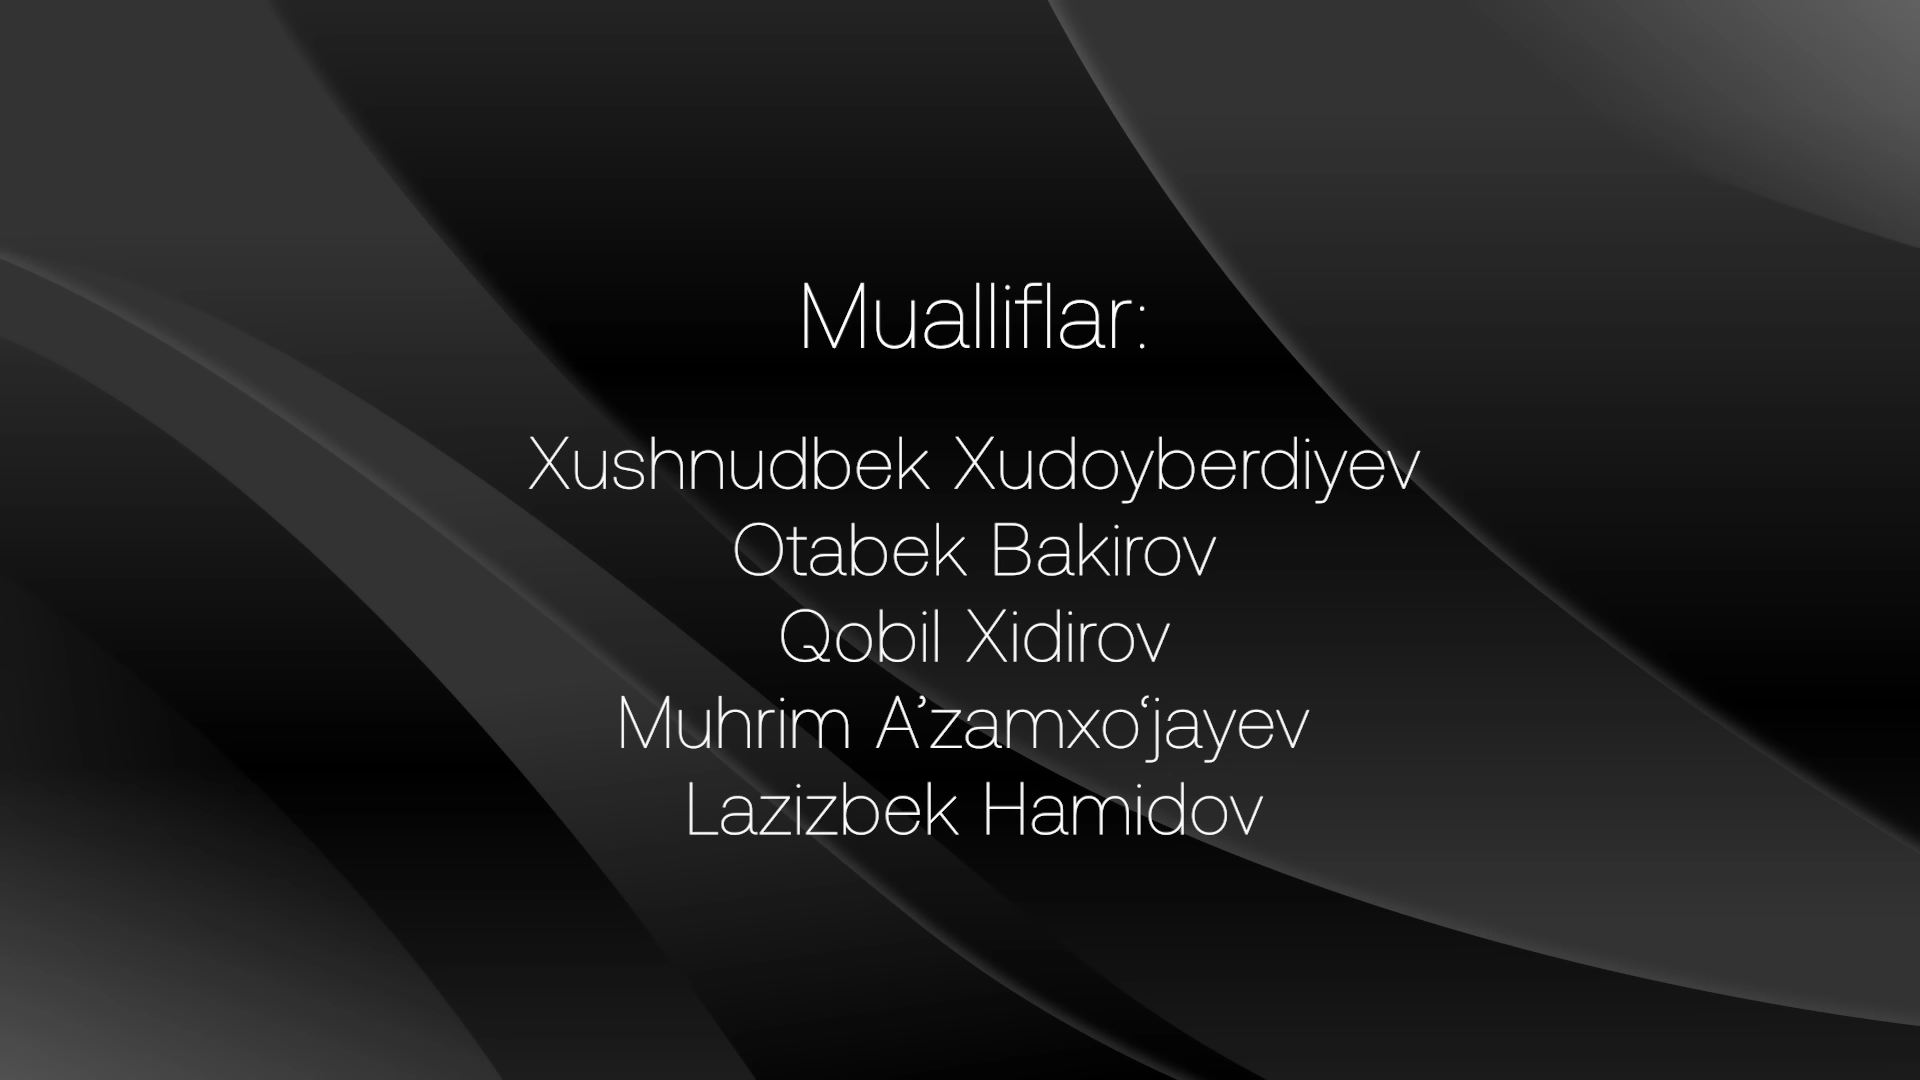 Mualliflar:
Xushnudbek Xudoyberdiyev
Otabek Bakirov
Qobil Xidirov
Muhrim A’zamxo‘jayev
Lazizbek Hamidov